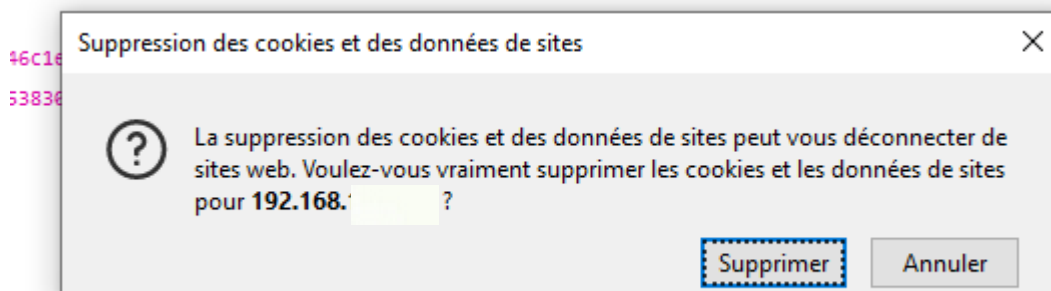 Suppression des cookies et des données de sites
46c1e
53836
La suppression des cookies et des données de sites peut vous déconnecter de
sites web. Voulez-vous vraiment supprimer les cookies et les données de sites
pour 192.168. ?
Supprimer
Annuler